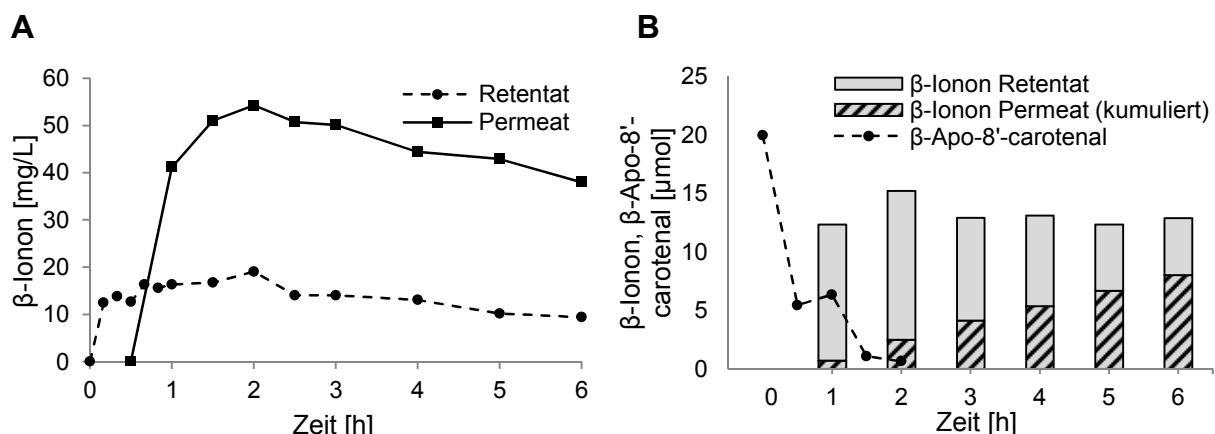 A
β-Ionon [mg/L]
60
50
40
30
20
10
0
Retentat
Permeat
0 1 2 3 4 5 6
Zeit [h]
B
β-Ionon, β-Apo-8'-
carotenal [µmol]
25
20
15
10
5
0
β-Ionon Retentat
β-Ionon Permeat (kumuliert)
β-Apo-8'-carotenal
0 1 2 3 4 5 6
Zeit [h]